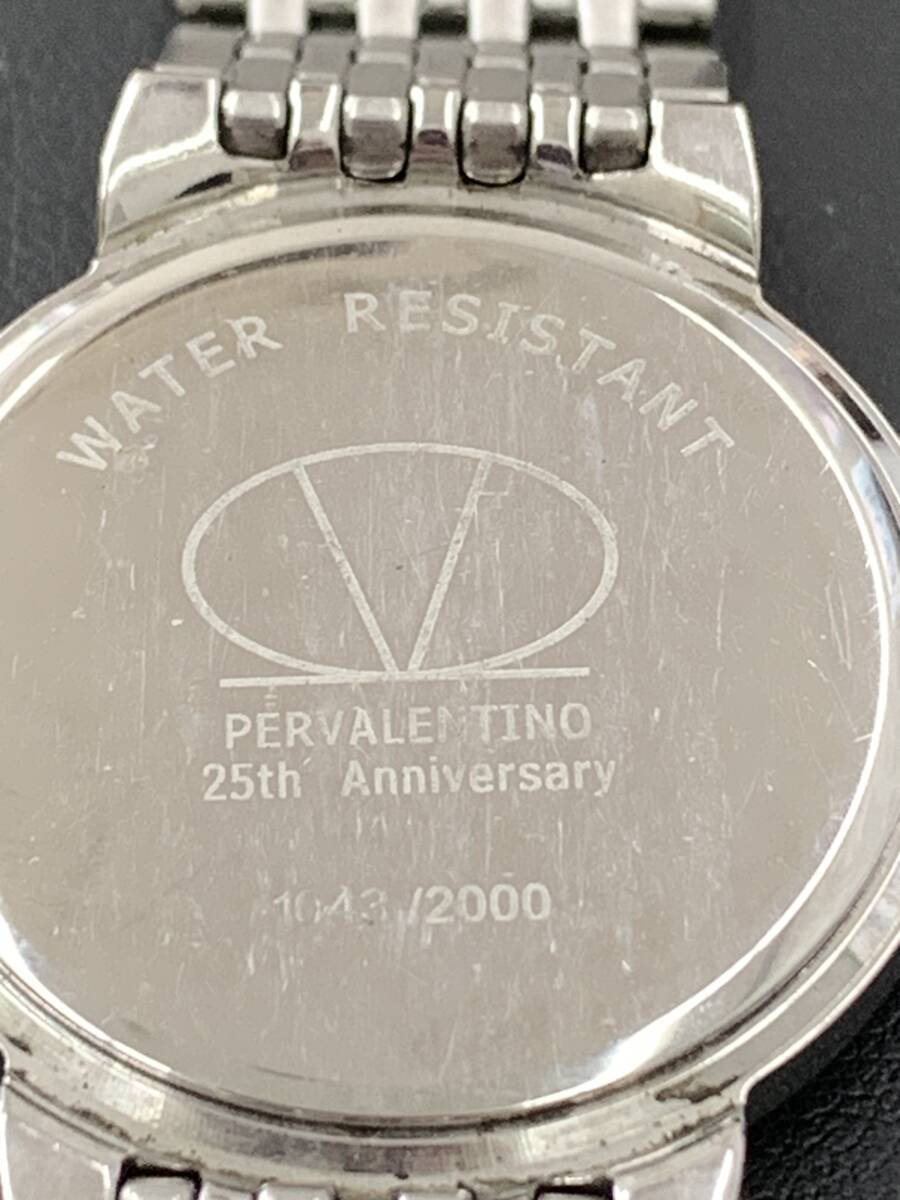 WATER RESISTANT
PERVALENTINO
25th Anniversary
1043/2000